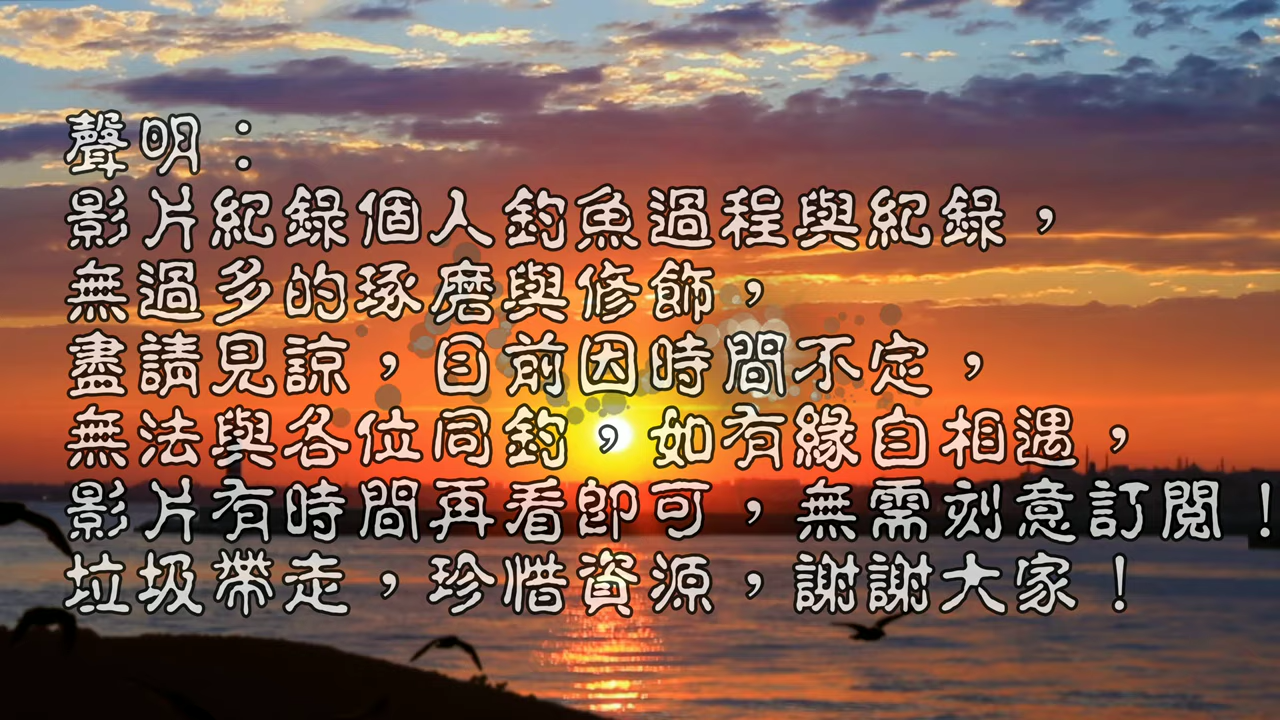 聲明：
影片紀錄個人釣魚過程與紀錄，
無過多的琢磨與修飾，
盡請見諒，目前因時間不定，
無法與各位同釣，如有緣自相遇，
影片有時間再看即可，無需刻意訂閱！
垃圾帶走，珍惜資源，謝謝大家！